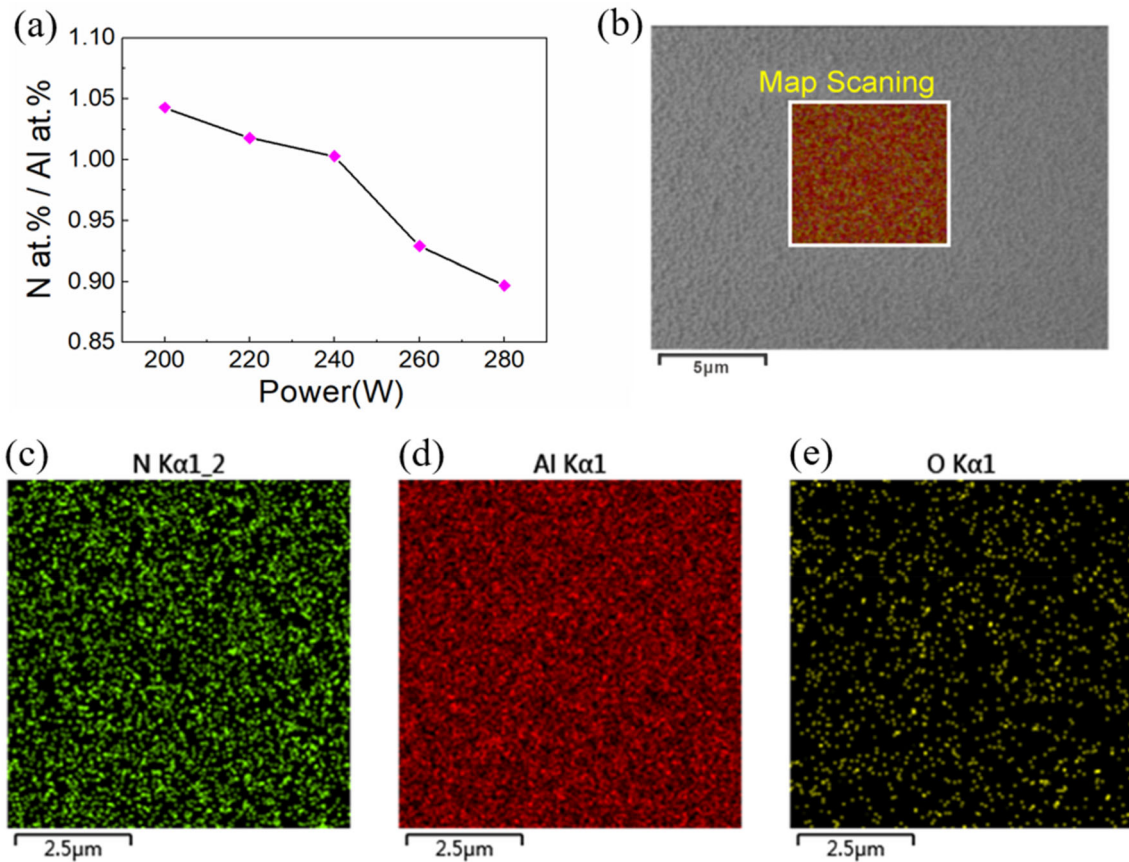 (a)
1.10
1.05
1.00
0.95
0.90
0.85
N at.% / Al at.%
200 220 240 260 280
Power(W)
(b)
Map Scaning
5μm
(c)
N Kα1_2
2.5μm
(d)
Al Kα1
2.5μm
(e)
O Kα1
2.5μm